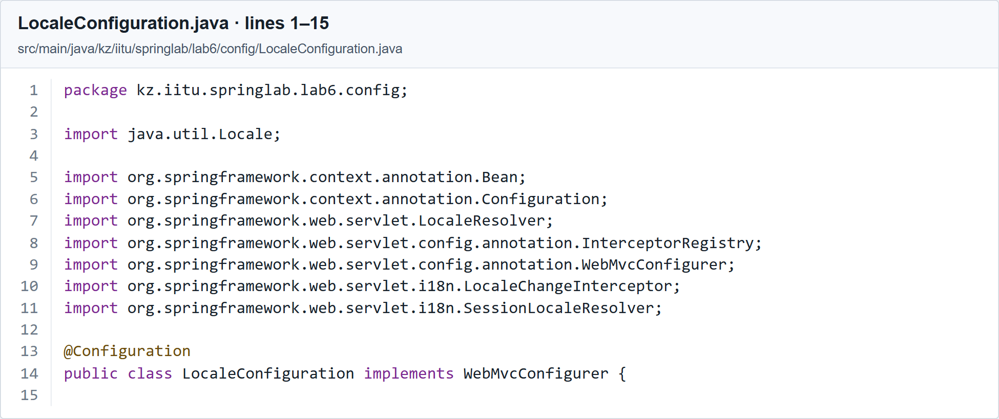 LocaleConfiguration.java · lines 1–15
src/main/java/kz/iitu/springlab/lab6/config/LocaleConfiguration.java
1 package kz.iitu.springlab.lab6.config;
2
3 import java.util.Locale;
4
5 import org.springframework.context.annotation.Bean;
6 import org.springframework.context.annotation.Configuration;
7 import org.springframework.web.servlet.LocaleResolver;
8 import org.springframework.web.servlet.config.annotation.InterceptorRegistry;
9 import org.springframework.web.servlet.config.annotation.WebMvcConfigurer;
10 import org.springframework.web.servlet.i18n.LocaleChangeInterceptor;
11 import org.springframework.web.servlet.i18n.SessionLocaleResolver;
12
13 @Configuration
14 public class LocaleConfiguration implements WebMvcConfigurer {
15